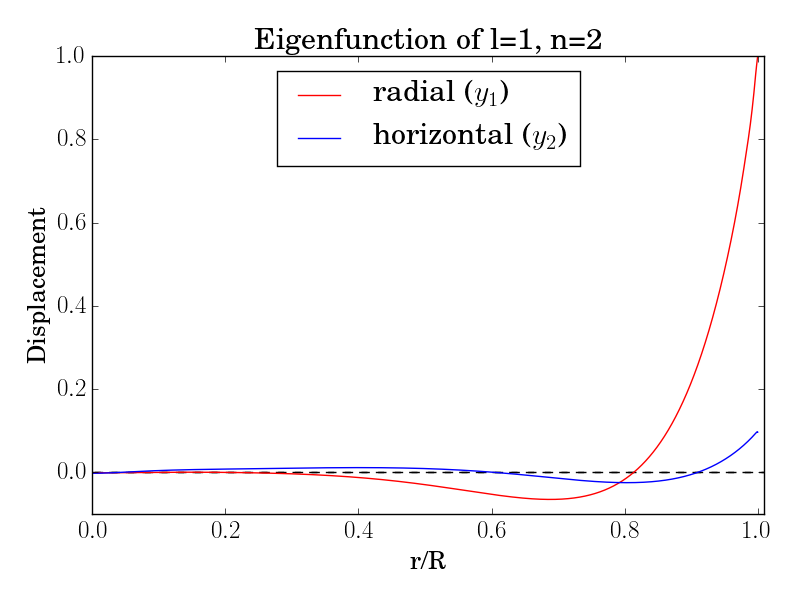 Eigenfunction of l=1, n=2
radial (y₁)
horizontal (y₂)
Displacement
1.0
0.8
0.6
0.4
0.2
0.0
0.0 0.2 0.4 0.6 0.8 1.0
r/R